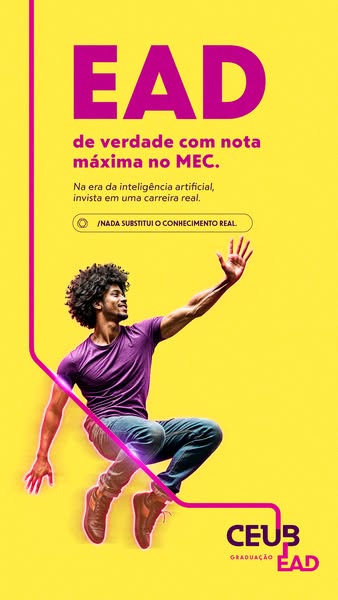 EAD
de verdade com nota
máxima no MEC.
Na era da inteligência artificial,
invista em uma carreira real.
/NADA SUBSTITUI O CONHECIMENTO REAL.
CEUB
GRADUAÇÃO
EAD